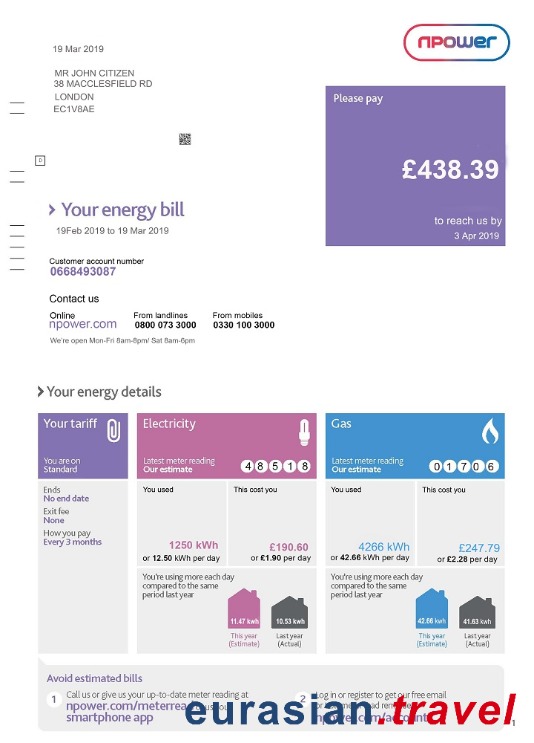 19 Mar 2019
npower
MR JOHN CITIZEN
38 MACCLESFIELD RD
LONDON
EC1V8AE
Please pay
£438.39
to reach us by
3 Apr 2019
D
› Your energy bill
19Feb 2019 to 19 Mar 2019
Customer account number
0668493087
Contact us
Online From landlines From mobiles
npower.com 0800 073 3000 0330 100 3000
We're open Mon-Fri 8am-8pm/ Sat 8am-6pm
› Your energy details
Your tariff
You are on
Standard
Ends
No end date
Exit fee
None
How you pay
Every 3 months
Electricity
Latest meter reading
Our estimate 4 8 5 1 8
You used This cost you
1250 kWh £190.60
or 12.50 kWh per day or £1.90 per day
You're using more each day
compared to the same
period last year
11.47 kwh 10.53 kwh
This year Last year
(Estimate) (Actual)
Gas
Latest meter reading
Our estimate 0 1 7 0 6
You used This cost you
4266 kWh £247.79
or 42.66 kWh per day or £2.28 per day
You're using more each day
compared to the same
period last year
42.66 kwh 41.63 kwh
This year Last year
(Estimate) (Actual)
Avoid estimated bills
1 Call us or give us your up-to-date meter reading at
npower.com/meterrea
smartphone app
2 Log in or register to get our free email
npower.com/account
eurasian.travel
1